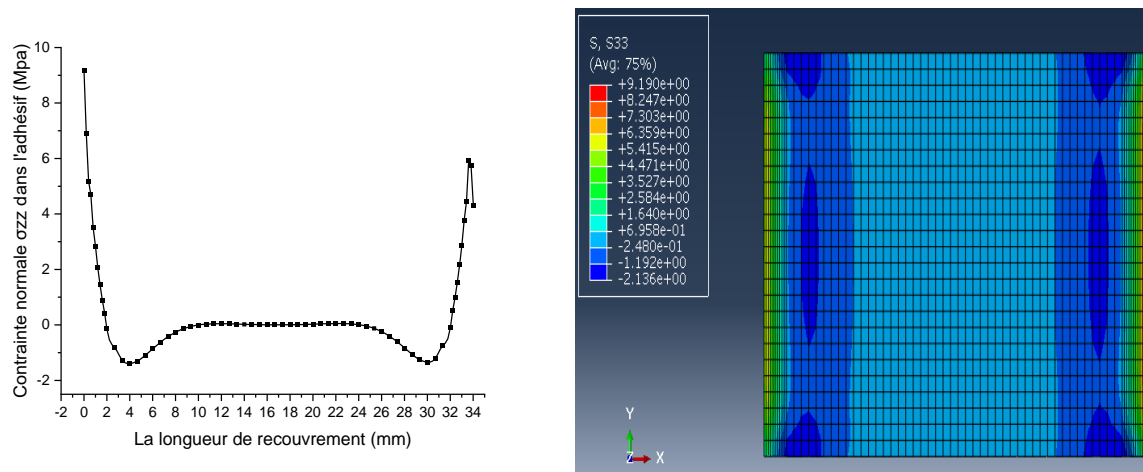 Contrainte normale σzz dans l'adhésif (Mpa)
10
8
6
4
2
0
-2
-2 0 2 4 6 8 10 12 14 16 18 20 22 24 26 28 30 32 34
La longueur de recouvrement (mm)
S, S33
(Avg: 75%)
+9.190e+00
+8.247e+00
+7.303e+00
+6.359e+00
+5.415e+00
+4.471e+00
+3.527e+00
+2.584e+00
+1.640e+00
+6.958e-01
-2.480e-01
-1.192e+00
-2.136e+00
Y
Z X